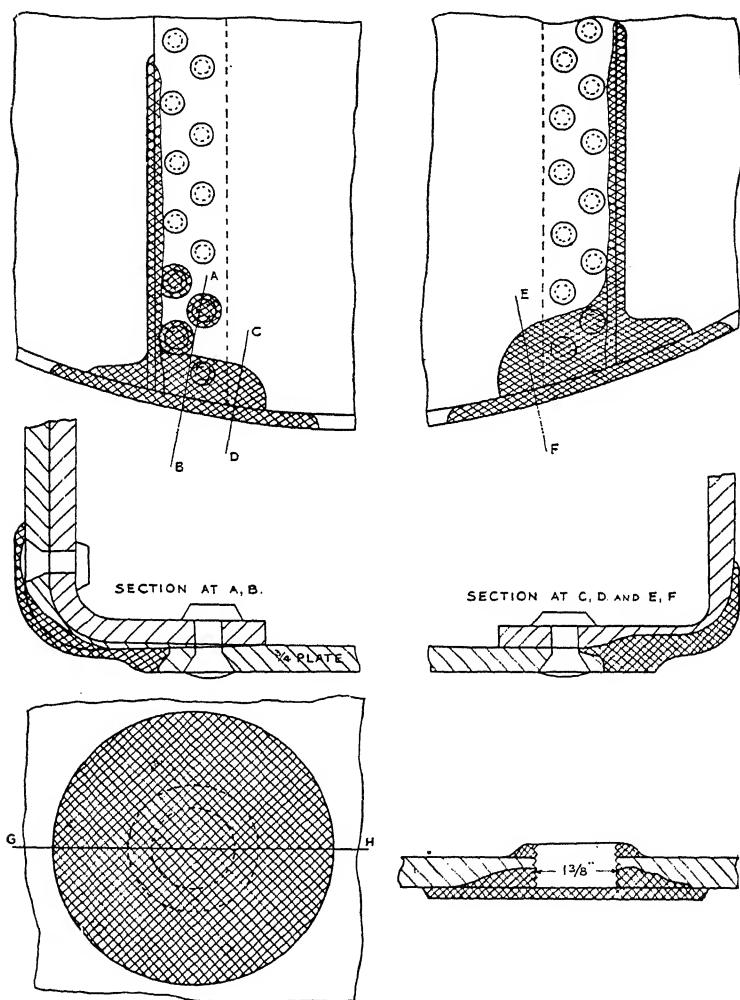 A
C
B
D
E
F
SECTION AT A, B.
SECTION AT C, D. AND E, F
3/4 PLATE
G
H
1 3/8"